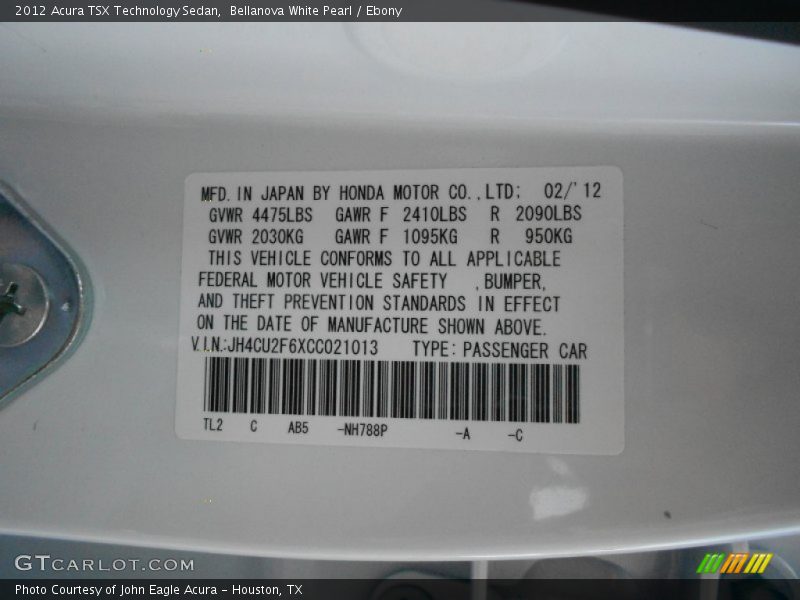 2012 Acura TSX Technology Sedan, Bellanova White Pearl / Ebony
MFD. IN JAPAN BY HONDA MOTOR CO., LTD; 02/'12
GVWR 4475LBS GAWR F 2410LBS R 2090LBS
GVWR 2030KG GAWR F 1095KG R 950KG
THIS VEHICLE CONFORMS TO ALL APPLICABLE
FEDERAL MOTOR VEHICLE SAFETY , BUMPER,
AND THEFT PREVENTION STANDARDS IN EFFECT
ON THE DATE OF MANUFACTURE SHOWN ABOVE.
V.I.N.:JH4CU2F6XCC021013 TYPE: PASSENGER CAR
TL2 C AB5 -NH788P -A -C
GTCARLOT.COM
Photo Courtesy of John Eagle Acura - Houston, TX